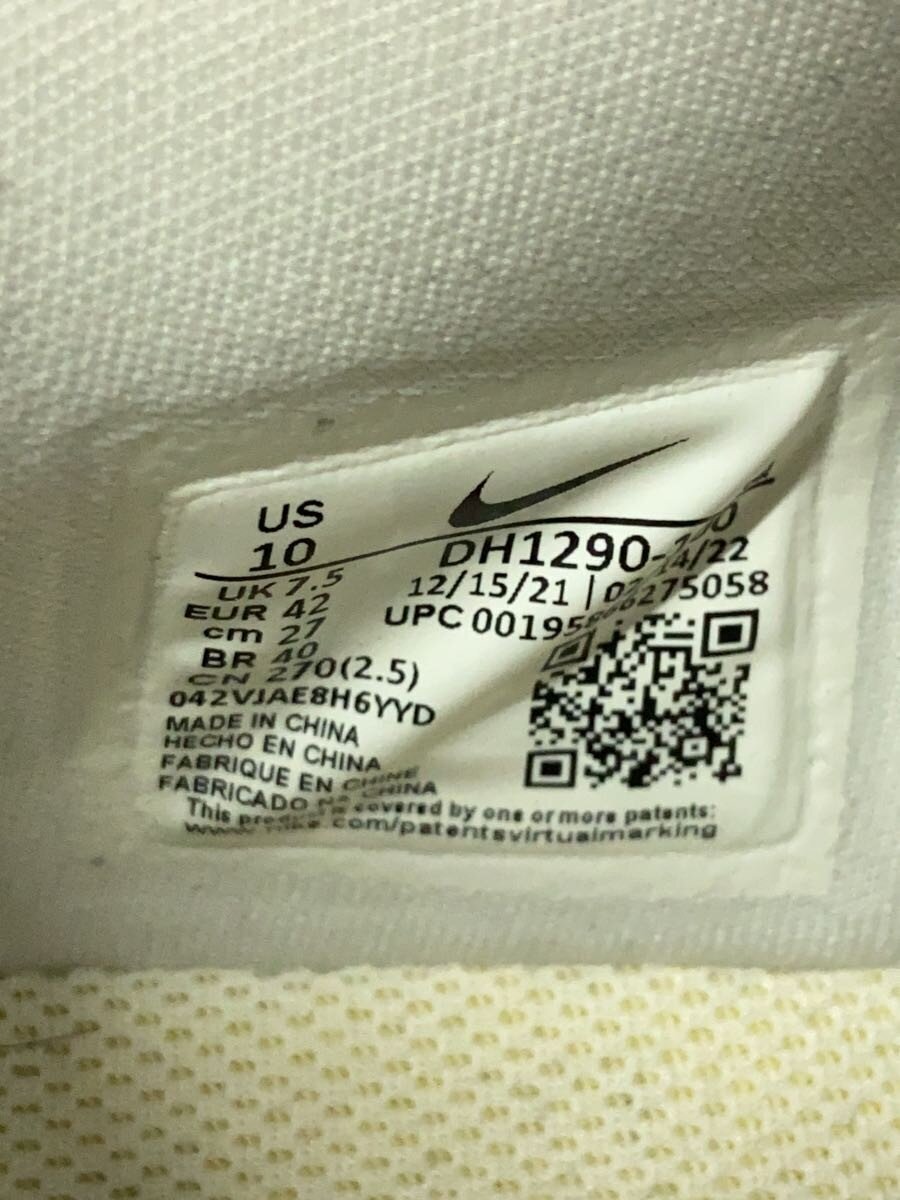 US
10
UK 7.5
EUR 42
cm 27
BR 40
CN 270(2.5)
042VJAE8H6YYD
MADE IN CHINA
HECHO EN CHINA
FABRIQUE EN CHINE
FABRICADO NA CHINA
DH1290-
12/15/21 |
UPC
This covered by one or more patents:
.com/patentsvirtualmarking